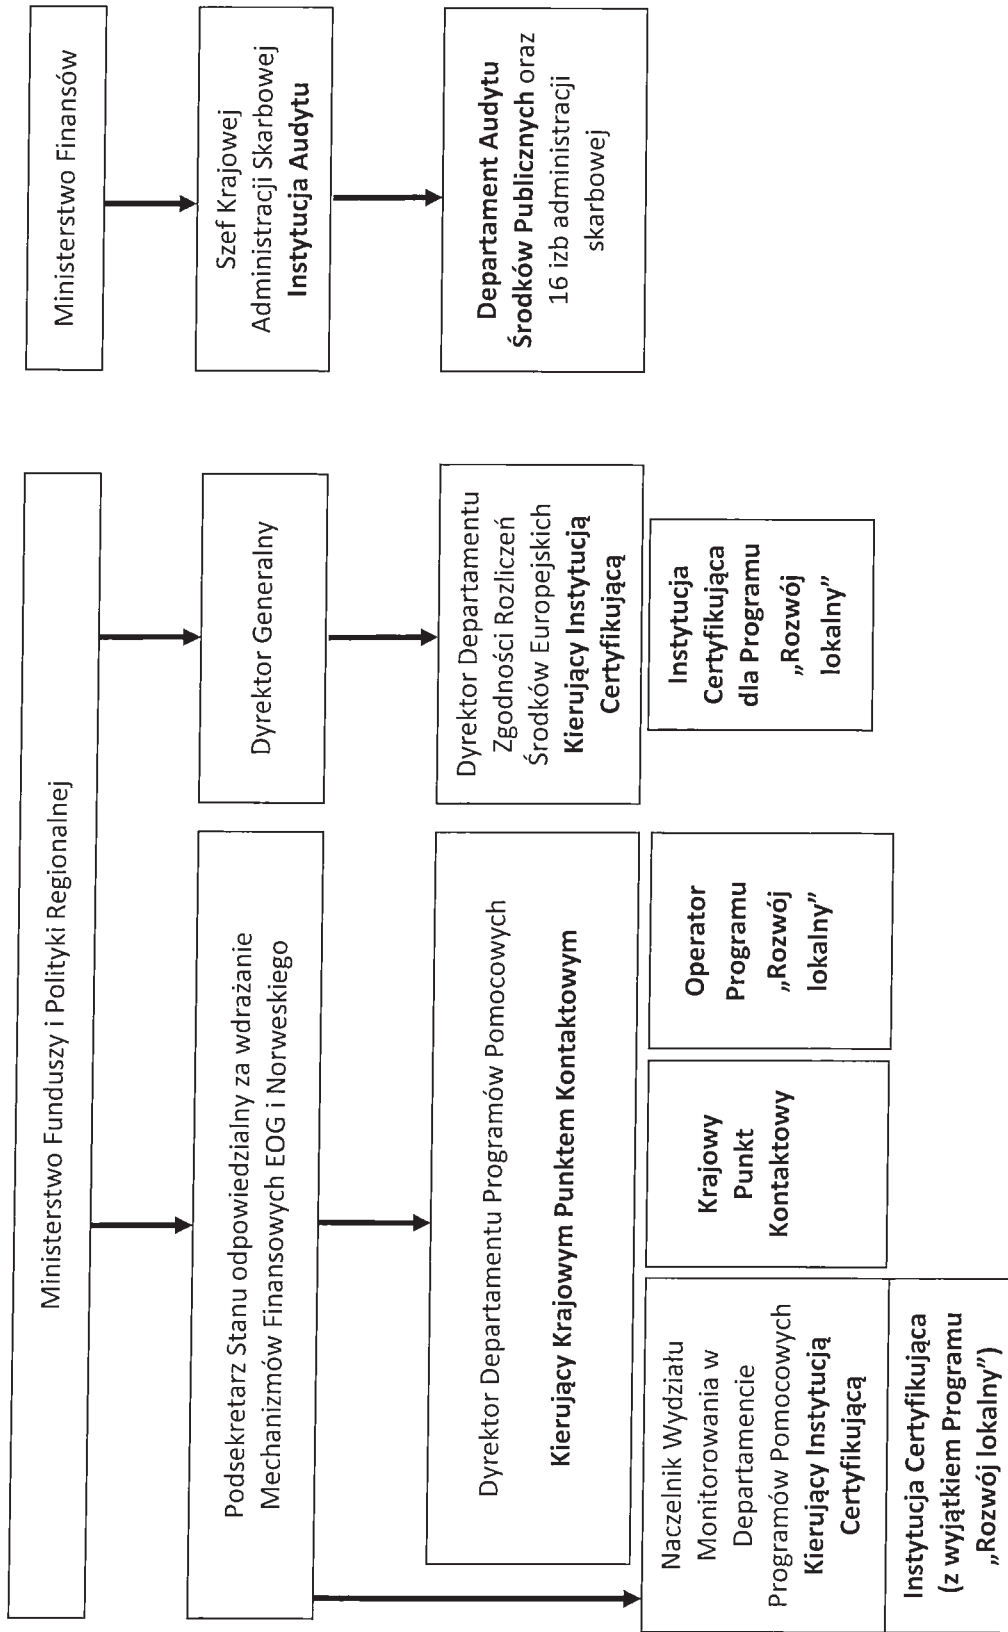 Ministerstwo Funduszy i Polityki Regionalnej
Ministerstwo Finansów
Podsekretarz Stanu odpowiedzialny za wdrażanie
Mechanizmów Finansowych EOG i Norweskiego
Dyrektor Generalny
Szef Krajowej
Administracji Skarbowej
Instytucja Audytu
Dyrektor Departamentu Programów Pomocowych
Kierujący Krajowym Punktem Kontaktowym
Dyrektor Departamentu
Zgodności Rozliczeń
Środków Europejskich
Kierujący Instytucją
Certyfikującą
Departament Audytu
Środków Publicznych oraz
16 izb administracji
skarbowej
Naczelnik Wydziału
Monitorowania w
Departamencie
Programów Pomocowych
Kierujący Instytucją
Certyfikującą
Krajowy
Punkt
Kontaktowy
Operator
Programu
„Rozwój
lokalny”
Instytucja
Certyfikująca
dla Programu
„Rozwój
lokalny”
Instytucja Certyfikująca
(z wyjątkiem Programu
„Rozwój lokalny”)